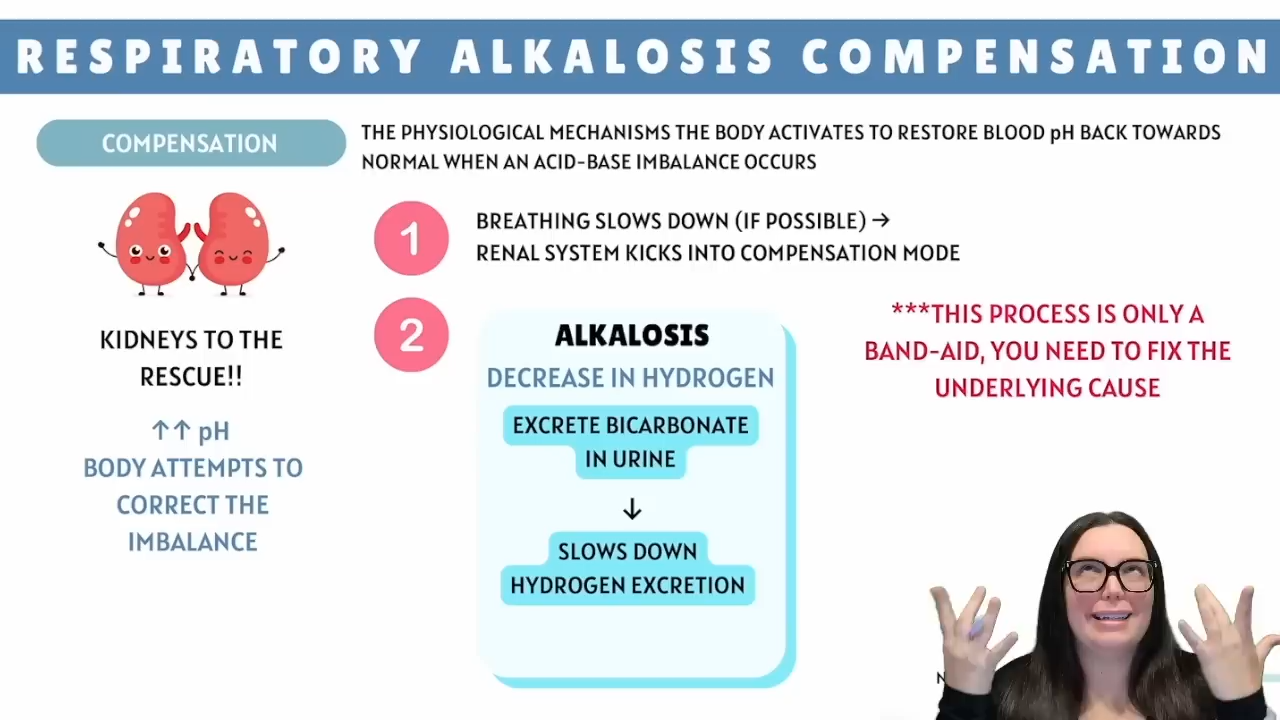 RESPIRATORY ALKALOSIS COMPENSATION
COMPENSATION
THE PHYSIOLOGICAL MECHANISMS THE BODY ACTIVATES TO RESTORE BLOOD pH BACK TOWARDS
NORMAL WHEN AN ACID-BASE IMBALANCE OCCURS
KIDNEYS TO THE
RESCUE!!
↑↑ pH
BODY ATTEMPTS TO
CORRECT THE
IMBALANCE
1
BREATHING SLOWS DOWN (IF POSSIBLE) →
RENAL SYSTEM KICKS INTO COMPENSATION MODE
2
ALKALOSIS
DECREASE IN HYDROGEN
EXCRETE BICARBONATE
IN URINE
↓
SLOWS DOWN
HYDROGEN EXCRETION
***THIS PROCESS IS ONLY A
BAND-AID, YOU NEED TO FIX THE
UNDERLYING CAUSE